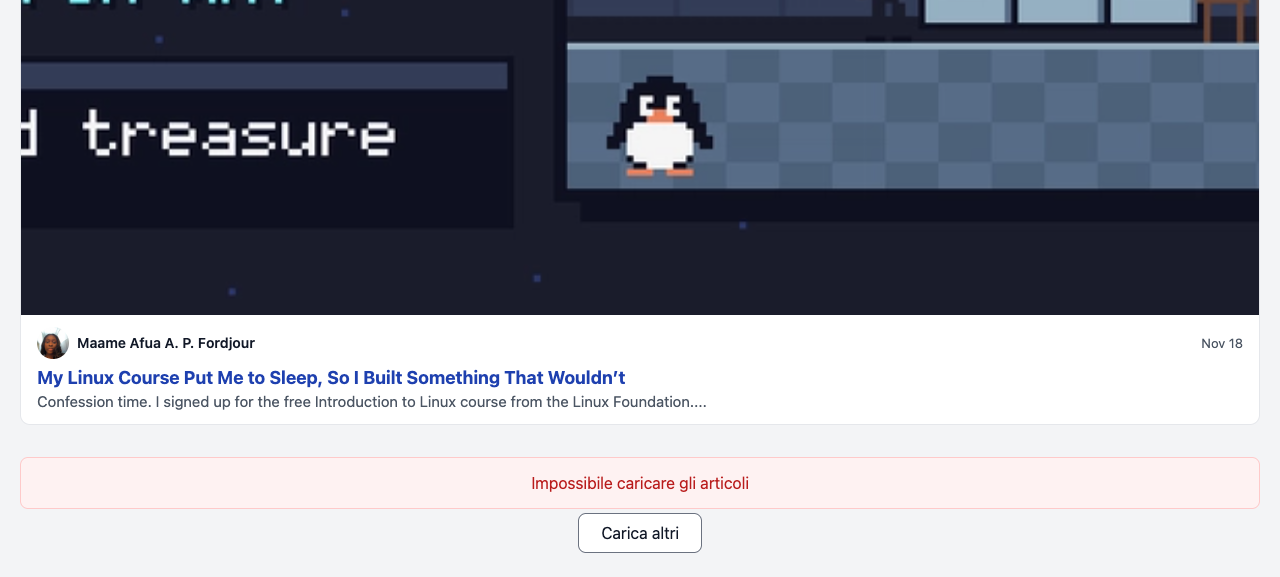 treasure
Maame Afua A. P. Fordjour
Nov 18
My Linux Course Put Me to Sleep, So I Built Something That Wouldn’t
Confession time. I signed up for the free Introduction to Linux course from the Linux Foundation....
Impossibile caricare gli articoli
Carica altri